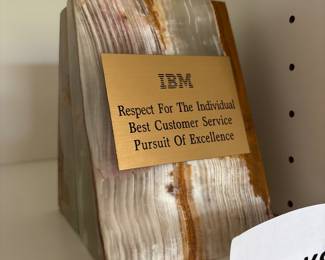 IBM
Respect For The Individual
Best Customer Service
Pursuit Of Excellence